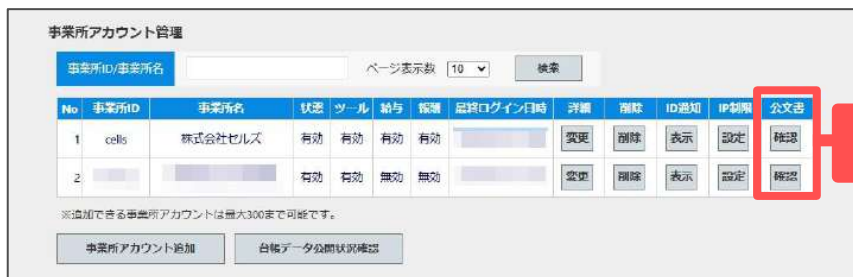 事業所アカウント管理
事業所ID/事業所名 ページ表示数 10 検索
No 事業所ID 事業所名 状態 ツール 給与 報酬 最終ログイン日時 詳細 削除 ID通知 IP制限 公文書
1 cells 株式会社セルズ 有効 有効 有効 有効 変更 削除 表示 設定 確認
2 有効 有効 無効 無効 変更 削除 表示 設定 確認
※追加できる事業所アカウントは最大300まで可能です。
事業所アカウント追加 台帳データ公開状況確認